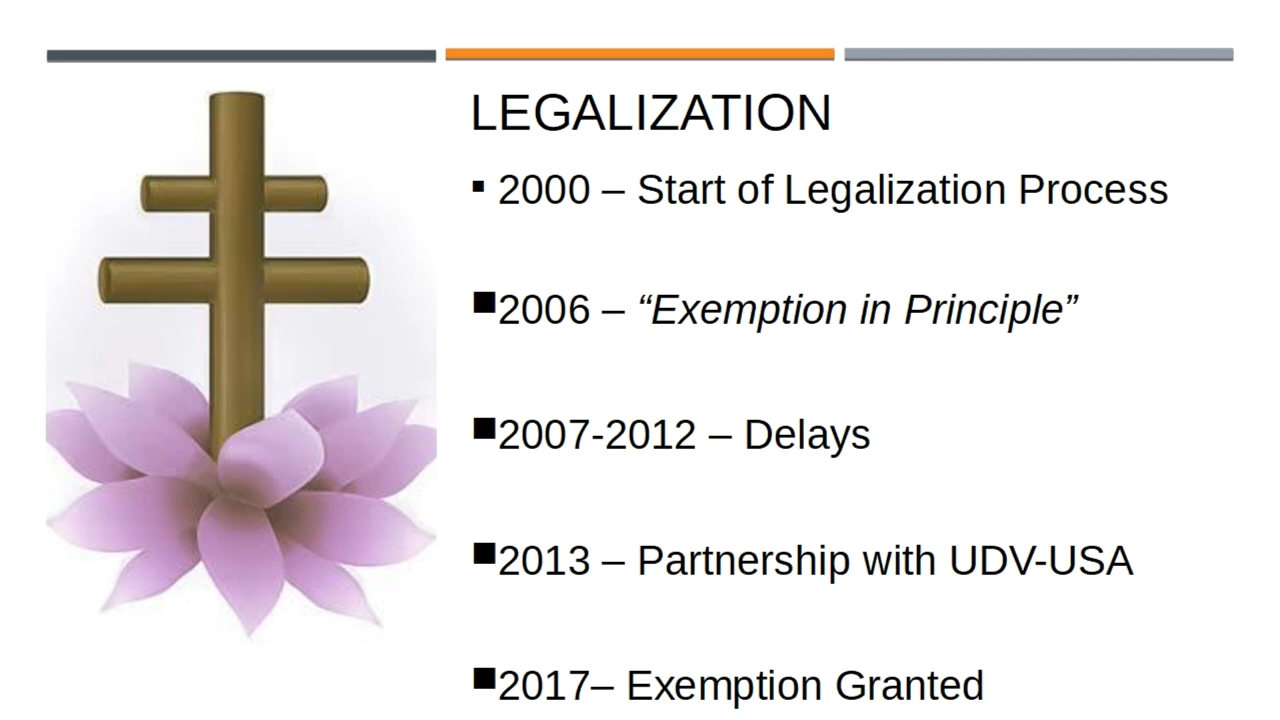 LEGALIZATION
▪ 2000 – Start of Legalization Process
■2006 – “Exemption in Principle”
■2007-2012 – Delays
■2013 – Partnership with UDV-USA
■2017– Exemption Granted